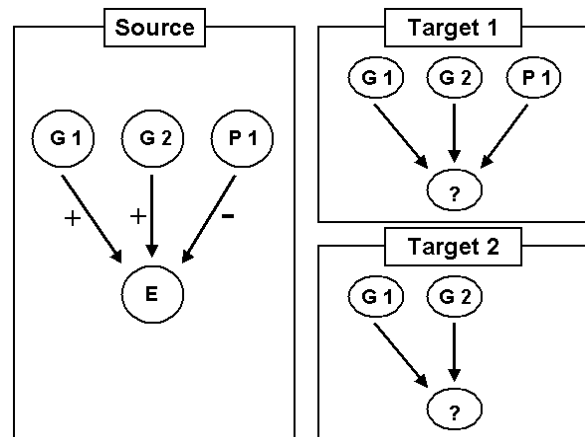 Source
G 1 G 2 P 1
+ + -
E
Target 1
G 1 G 2 P 1
?
Target 2
G 1 G 2
?